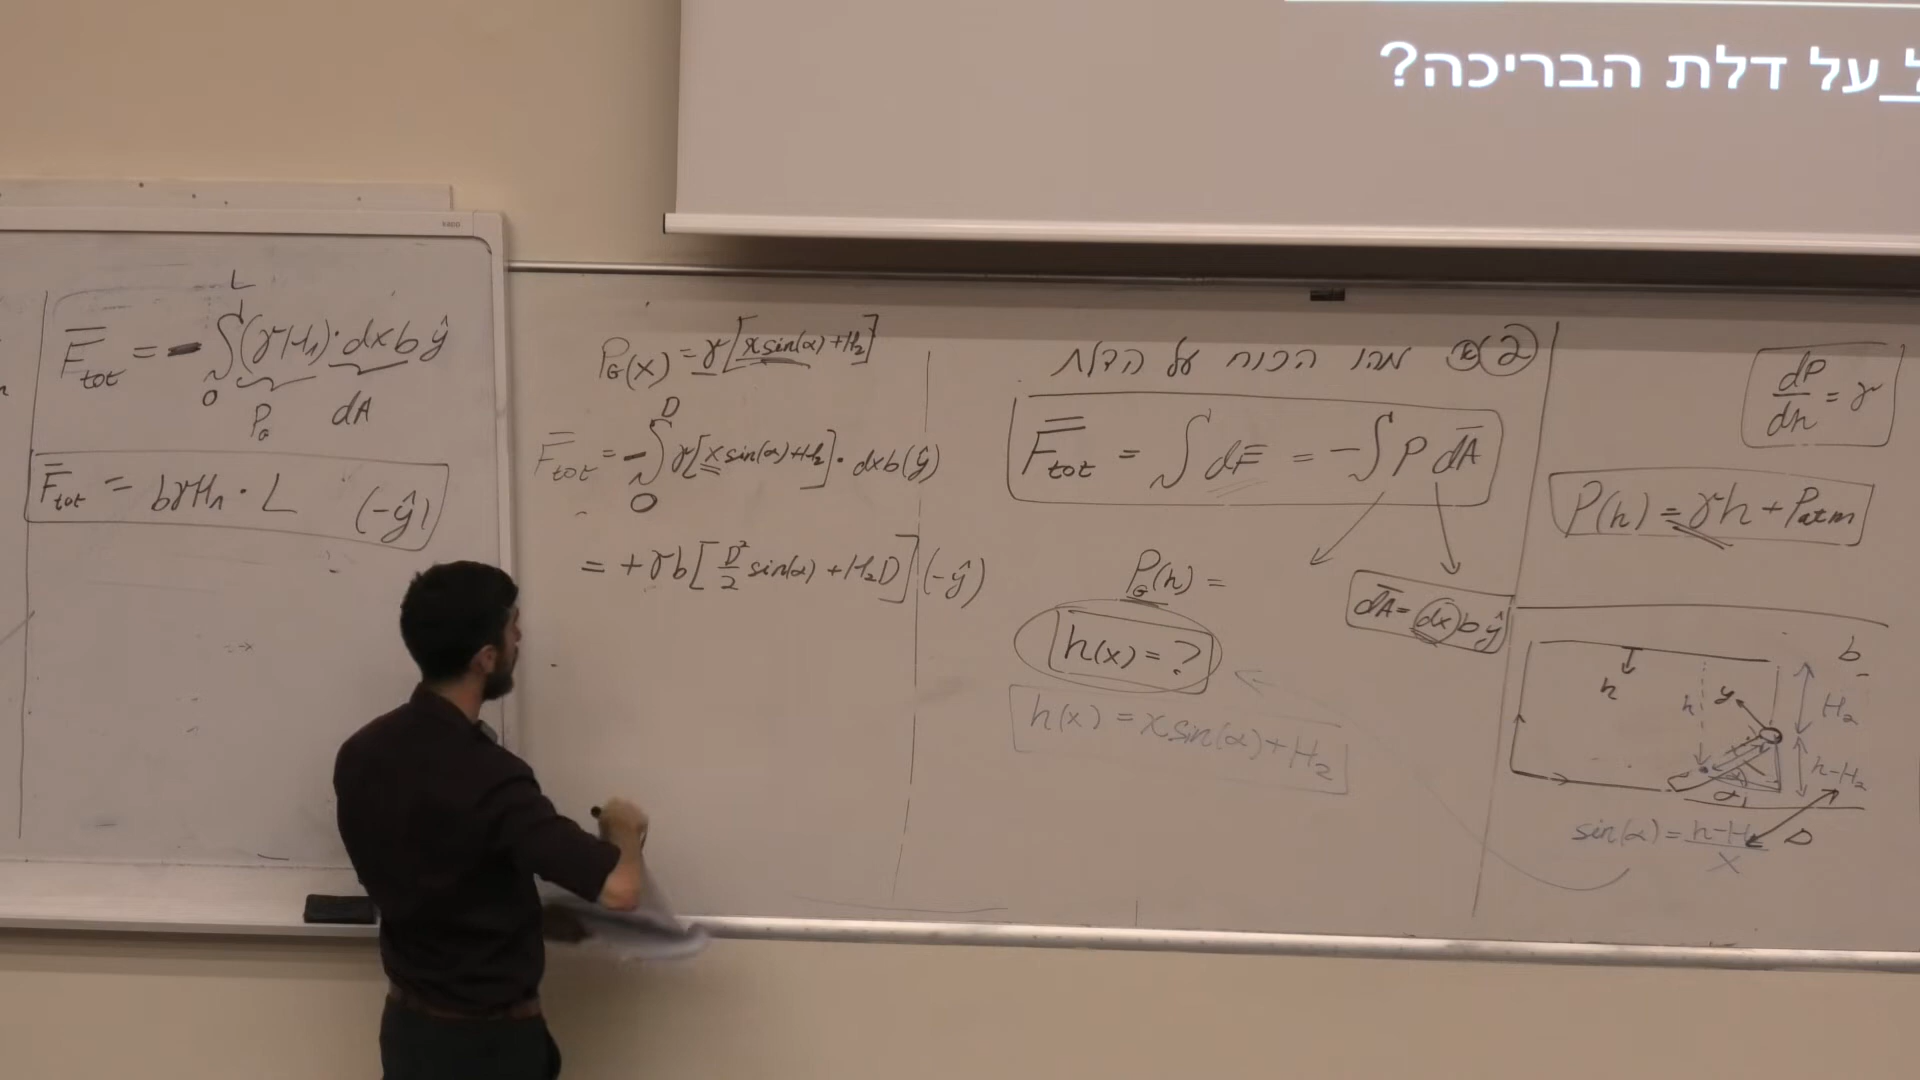 על דלת הבריכה?
② מהו הכוח על הדלת
F̄tot = ∫dF̄ = -∫P dĀ
P_G(h) =
dĀ = dx b ŷ
h(x) = ?
h(x) = x sin(α) + H₂
dP/dh = γ
P(h) = γh + Patm
b
h
h
y
H₂
h-H₂
α
D
sin(α) = h-H / x
P_G(x) = γ[x sin(α) + H₂]
F̄tot = -∫₀ᴰ γ[x sin(α) + H₂] · dx b (ŷ)
= +γb[D²/2 sin(α) + H₂D] (-ŷ)
F̄tot = -∫₀ᴸ (γH₁) · dx b ŷ
P_G dA
F̄tot = bγH₁ · L (-ŷ)